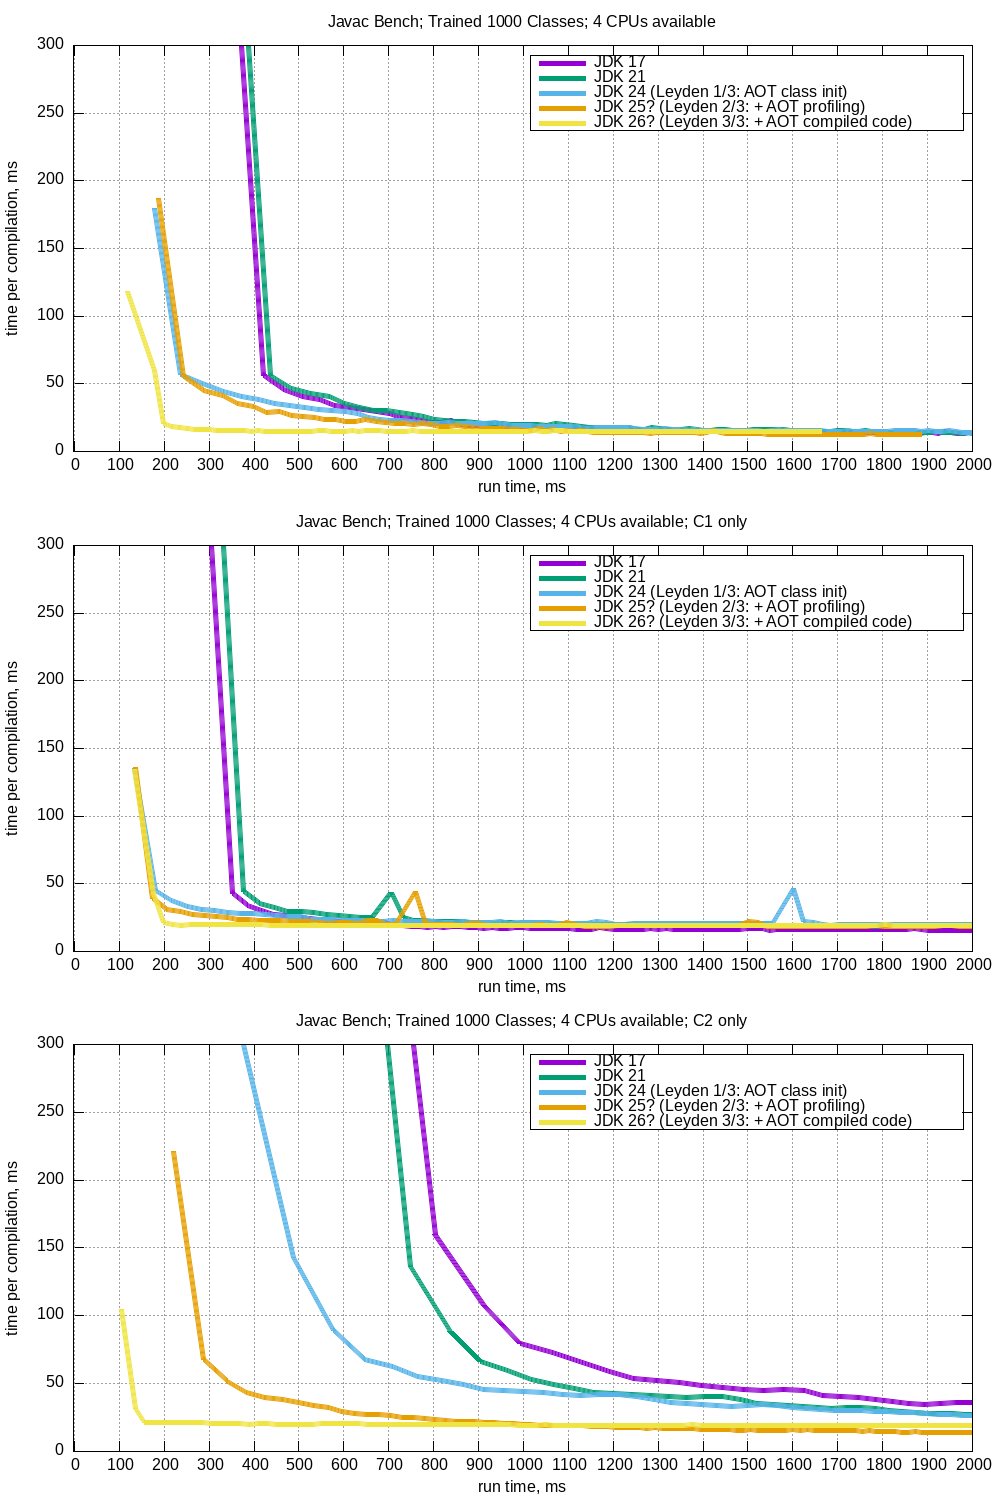 Javac Bench; Trained 1000 Classes; 4 CPUs available
300
250
200
150
100
50
0
time per compilation, ms
JDK 17
JDK 21
JDK 24 (Leyden 1/3: AOT class init)
JDK 25? (Leyden 2/3: + AOT profiling)
JDK 26? (Leyden 3/3: + AOT compiled code)
0 100 200 300 400 500 600 700 800 900 1000 1100 1200 1300 1400 1500 1600 1700 1800 1900 2000
run time, ms
Javac Bench; Trained 1000 Classes; 4 CPUs available; C1 only
300
250
200
150
100
50
0
time per compilation, ms
JDK 17
JDK 21
JDK 24 (Leyden 1/3: AOT class init)
JDK 25? (Leyden 2/3: + AOT profiling)
JDK 26? (Leyden 3/3: + AOT compiled code)
0 100 200 300 400 500 600 700 800 900 1000 1100 1200 1300 1400 1500 1600 1700 1800 1900 2000
run time, ms
Javac Bench; Trained 1000 Classes; 4 CPUs available; C2 only
300
250
200
150
100
50
0
time per compilation, ms
JDK 17
JDK 21
JDK 24 (Leyden 1/3: AOT class init)
JDK 25? (Leyden 2/3: + AOT profiling)
JDK 26? (Leyden 3/3: + AOT compiled code)
0 100 200 300 400 500 600 700 800 900 1000 1100 1200 1300 1400 1500 1600 1700 1800 1900 2000
run time, ms